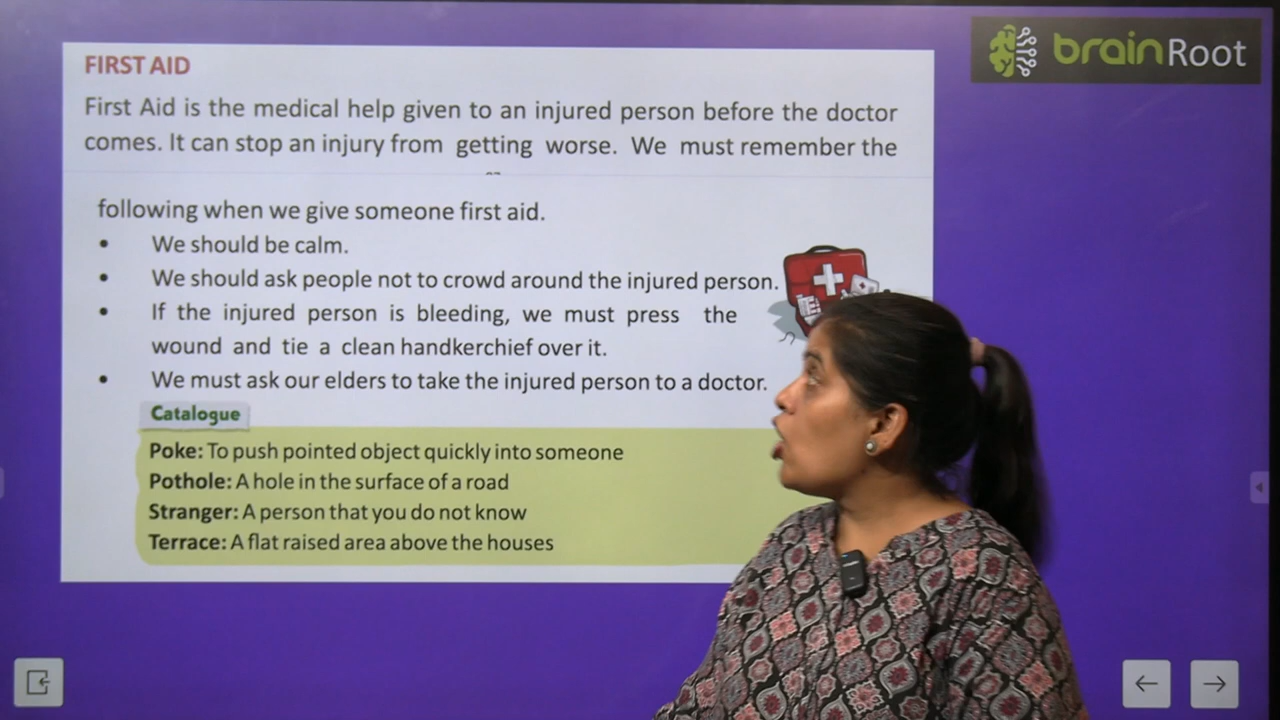 brainRoot
FIRST AID
First Aid is the medical help given to an injured person before the doctor
comes. It can stop an injury from getting worse. We must remember the
following when we give someone first aid.
• We should be calm.
• We should ask people not to crowd around the injured person.
• If the injured person is bleeding, we must press the
wound and tie a clean handkerchief over it.
• We must ask our elders to take the injured person to a doctor.
Catalogue
Poke: To push pointed object quickly into someone
Pothole: A hole in the surface of a road
Stranger: A person that you do not know
Terrace: A flat raised area above the houses